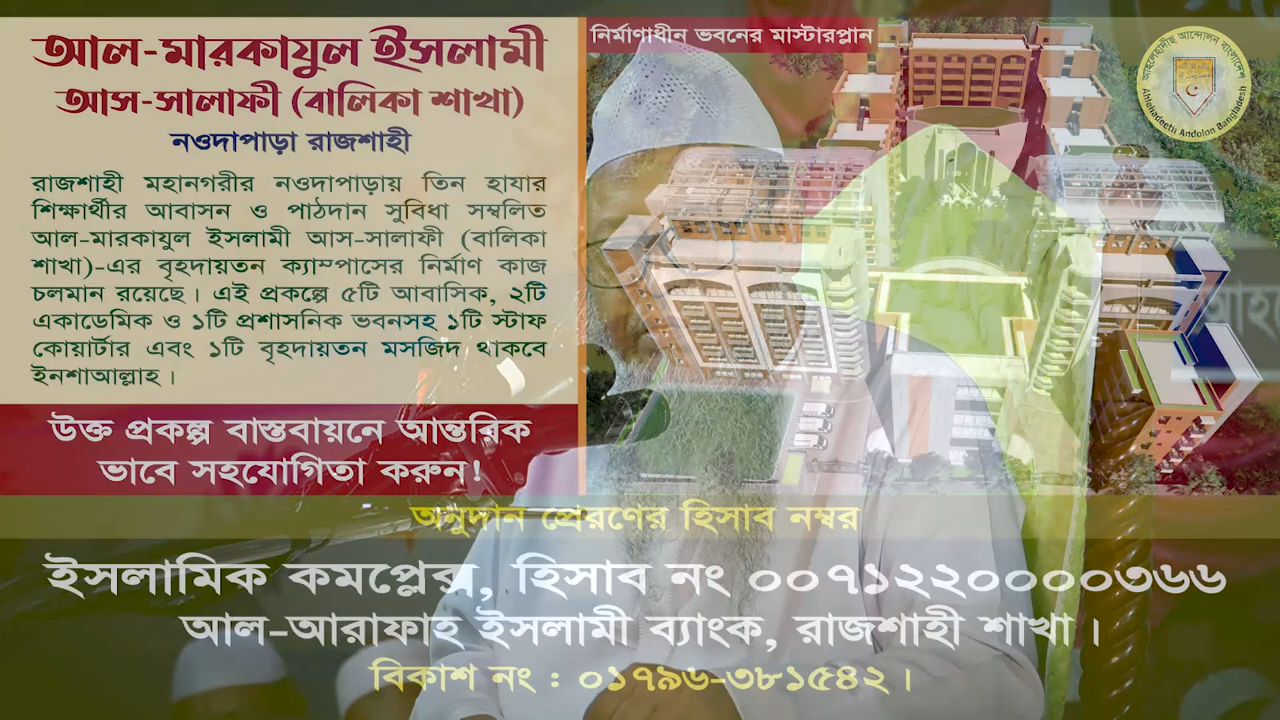 আল-মারকাযুল ইসলামী
আস-সালাফী (বালিকা শাখা)
নওদাপাড়া রাজশাহী
রাজশাহী মহানগরীর নওদাপাড়ায় তিন হাযার
শিক্ষার্থীর আবাসন ও পাঠদান সুবিধা সম্বলিত
আল-মারকাযুল ইসলামী আস-সালাফী (বালিকা
শাখা)-এর বৃহদায়তন ক্যাম্পাসের নির্মাণ কাজ
চলমান রয়েছে। এই প্রকল্পে ৫টি আবাসিক, ২টি
একাডেমিক ও ১টি প্রশাসনিক ভবনসহ ১টি স্টাফ
কোয়ার্টার এবং ১টি বৃহদায়তন মসজিদ থাকবে
ইনশাআল্লাহ।
উক্ত প্রকল্প বাস্তবায়নে আন্তরিক
ভাবে সহযোগিতা করুন!
নির্মাণাধীন ভবনের মাস্টারপ্লান
আহলেহাদীছ আন্দোলন বাংলাদেশ
Ahlehadeeth Andolon Bangladesh
অনুদান প্রেরণের হিসাব নম্বর
ইসলামিক কমপ্লেক্স, হিসাব নং ০০৭১২২০০০০৩৬৬
আল-আরাফাহ ইসলামী ব্যাংক, রাজশাহী শাখা।
বিকাশ নং : ০১৭৯৬-৩৮১৫৪২।